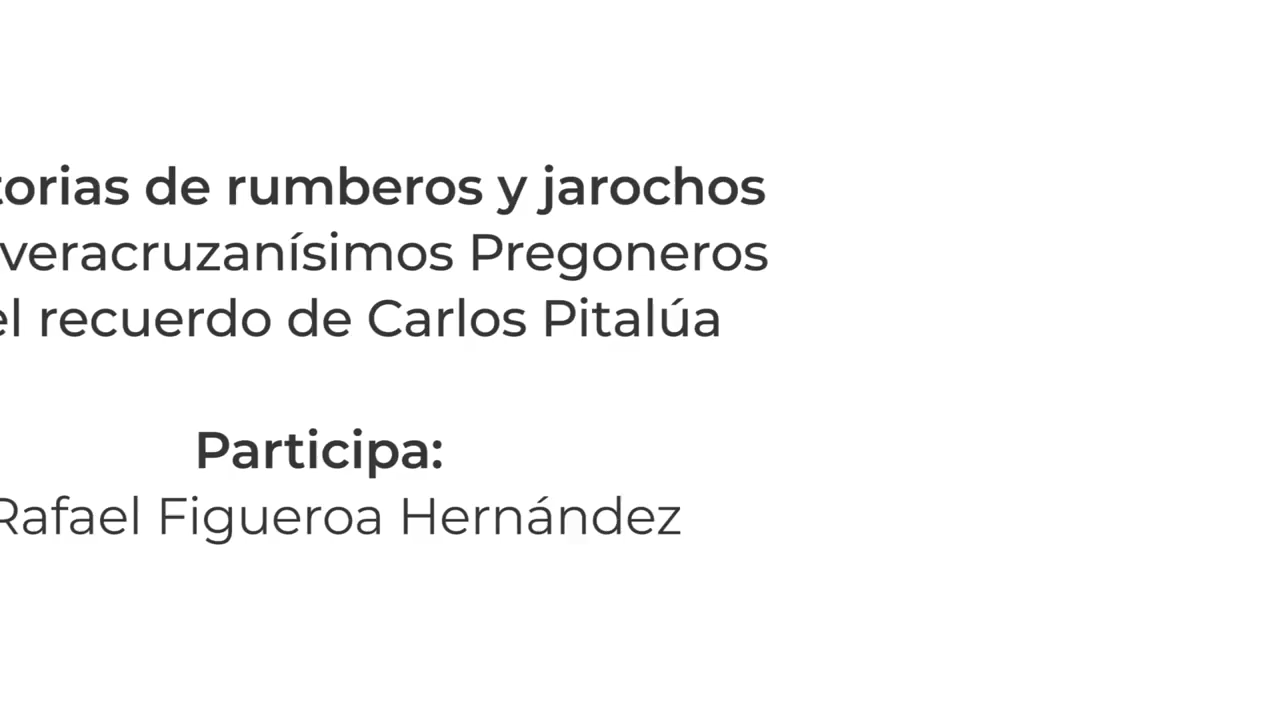 torias de rumberos y jarochos
veracruzanísimos Pregoneros
el recuerdo de Carlos Pitalúa
Participa:
Rafael Figueroa Hernández